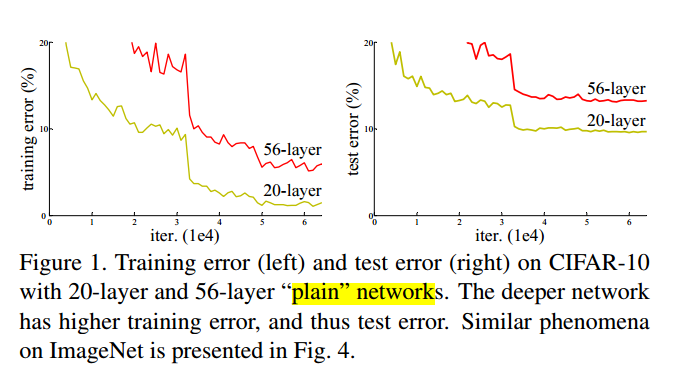 20
10
0
0 1 2 3 4 5 6
training error (%)
iter. (1e4)
56-layer
20-layer
20
10
0
0 1 2 3 4 5 6
test error (%)
iter. (1e4)
56-layer
20-layer
Figure 1. Training error (left) and test error (right) on CIFAR-10
with 20-layer and 56-layer “plain” networks. The deeper network
has higher training error, and thus test error. Similar phenomena
on ImageNet is presented in Fig. 4.